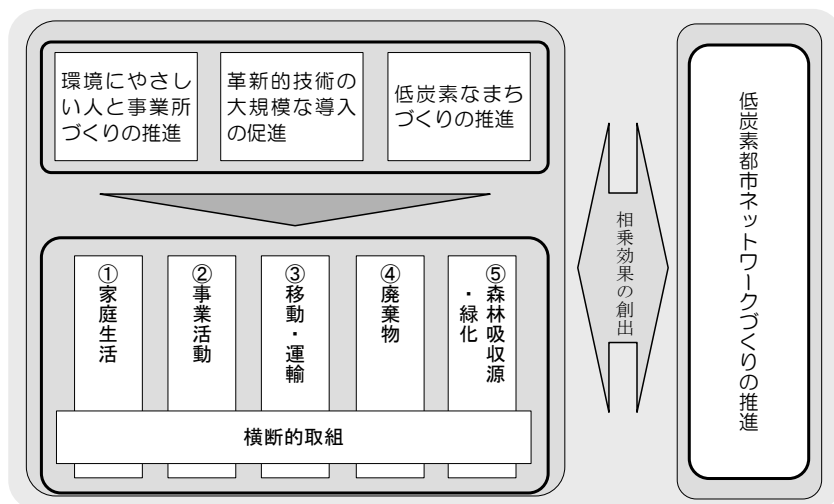 環境にやさし
い人と事業所
づくりの推進
革新的技術の
大規模な導入
の促進
低炭素なまち
づくりの推進
①家庭生活
②事業活動
③移動・運輸
④廃棄物
⑤森林吸収源
・緑化
横断的取組
相乗効果の創出
低炭素都市ネットワークづくりの推進